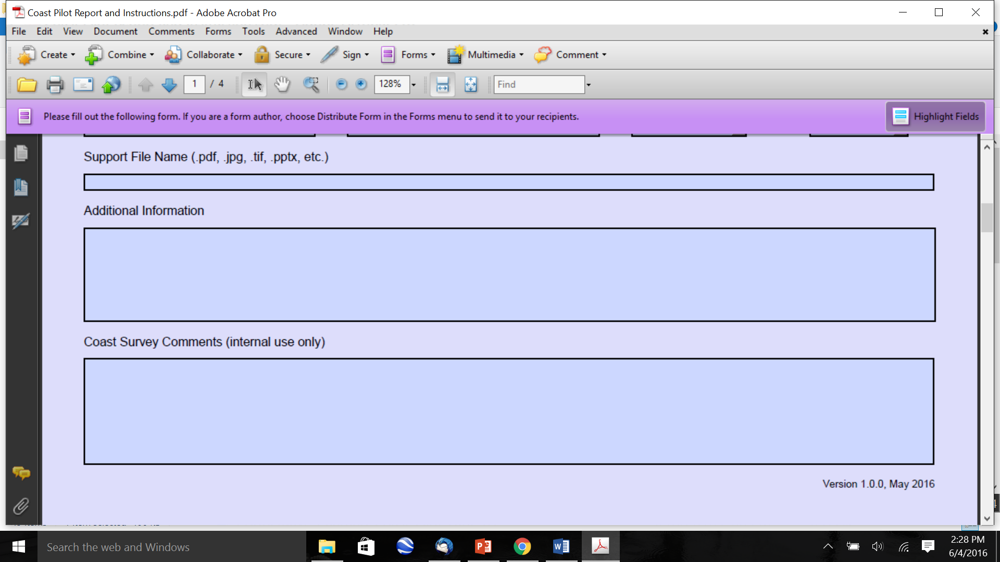 Coast Pilot Report and Instructions.pdf - Adobe Acrobat Pro
File Edit View Document Comments Forms Tools Advanced Window Help
Create Combine Collaborate Secure Sign Forms Multimedia Comment
1 / 4 128% Find
Please fill out the following form. If you are a form author, choose Distribute Form in the Forms menu to send it to your recipients. Highlight Fields
Support File Name (.pdf, .jpg, .tif, .pptx, etc.)
Additional Information
Coast Survey Comments (internal use only)
Version 1.0.0, May 2016
Search the web and Windows
2:28 PM
6/4/2016